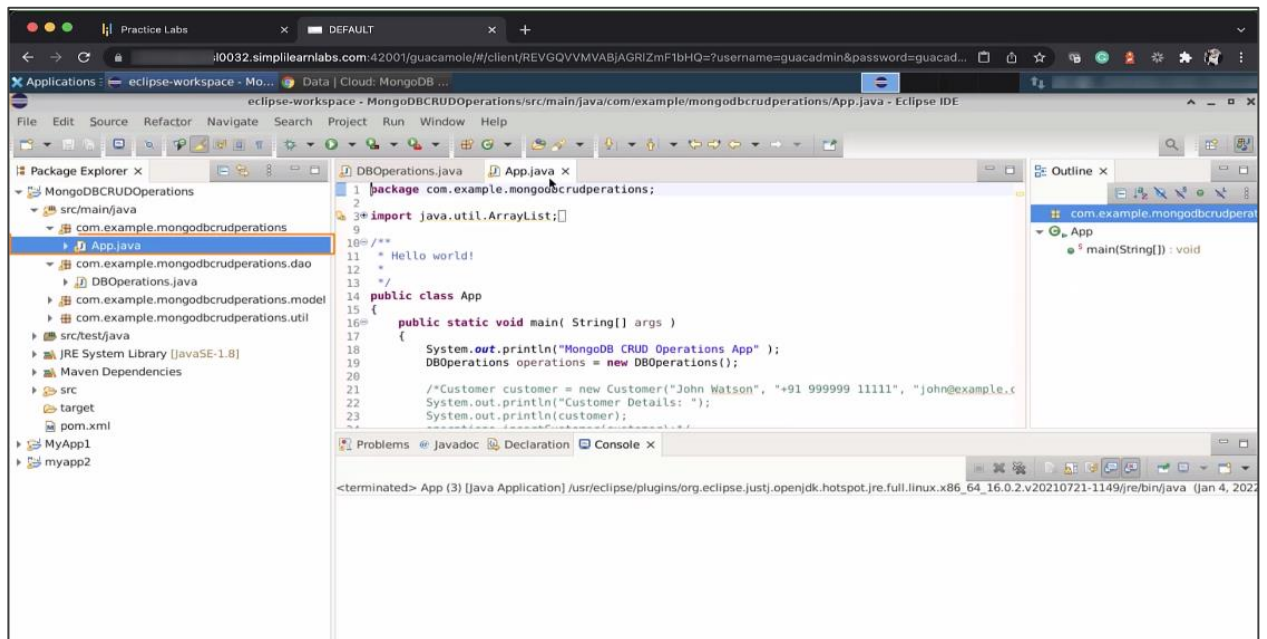 Practice Labs
DEFAULT
l0032.simplilearnlabs.com:42001/guacamole/#/client/REVGQVVMVABjAGRlZmF1bHQ=?username=guacadmin&password=guacad...
Applications
eclipse-workspace - Mo...
Data | Cloud: MongoDB ...
eclipse-workspace - MongoDBCRUDOperations/src/main/java/com/example/mongodbcrudperations/App.java - Eclipse IDE
File Edit Source Refactor Navigate Search Project Run Window Help
Package Explorer
MongoDBCRUDOperations
src/main/java
com.example.mongodbcrudperations
App.java
com.example.mongodbcrudperations.dao
DBOperations.java
com.example.mongodbcrudperations.model
com.example.mongodbcrudperations.util
src/test/java
JRE System Library [JavaSE-1.8]
Maven Dependencies
src
target
pom.xml
MyApp1
myapp2
DBOperations.java App.java
1 package com.example.mongodbcrudperations;
2
3 import java.util.ArrayList;
9
10 /**
11 * Hello world!
12 *
13 */
14 public class App
15 {
16 public static void main( String[] args )
17 {
18 System.out.println("MongoDB CRUD Operations App" );
19 DBOperations operations = new DBOperations();
20
21 /*Customer customer = new Customer("John Watson", "+91 999999 11111", "john@example.c
22 System.out.println("Customer Details: ");
23 System.out.println(customer);
Outline
com.example.mongodbcrudperat
App
main(String[]) : void
Problems Javadoc Declaration Console
<terminated> App (3) [Java Application] /usr/eclipse/plugins/org.eclipse.justj.openjdk.hotspot.jre.full.linux.x86_64_16.0.2.v20210721-1149/jre/bin/java (Jan 4, 2022